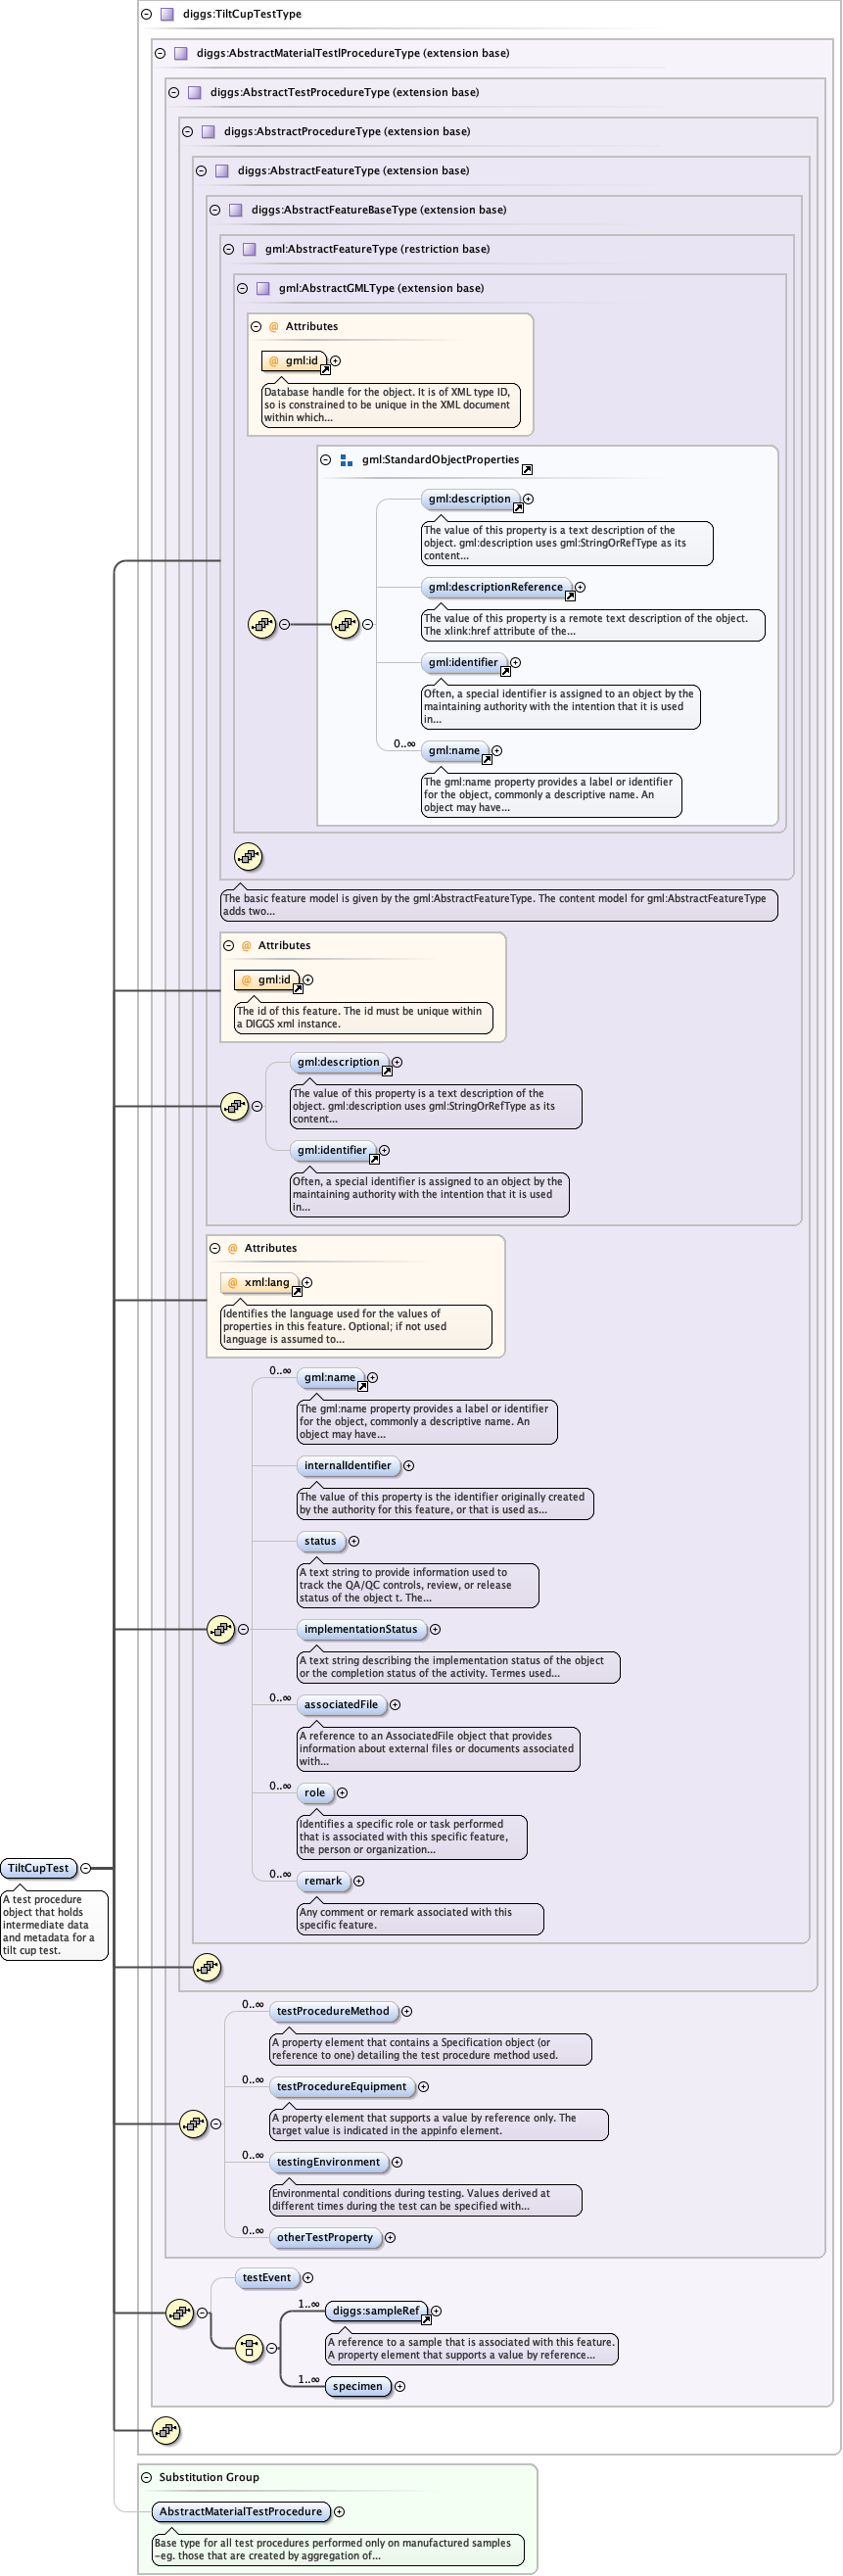 diggs:TiltCupTestType
diggs:AbstractMaterialTestlProcedureType (extension base)
diggs:AbstractTestProcedureType (extension base)
diggs:AbstractProcedureType (extension base)
diggs:AbstractFeatureType (extension base)
diggs:AbstractFeatureBaseType (extension base)
gml:AbstractFeatureType (restriction base)
gml:AbstractGMLType (extension base)
@ Attributes
@ gml:id
Database handle for the object. It is of XML type ID,
so is constrained to be unique in the XML document
within which...
gml:StandardObjectProperties
gml:description
The value of this property is a text description of the
object. gml:description uses gml:StringOrRefType as its
content...
gml:descriptionReference
The value of this property is a remote text description of the object.
The xlink:href attribute of the...
gml:identifier
Often, a special identifier is assigned to an object by the
maintaining authority with the intention that it is used
in...
0..∞
gml:name
The gml:name property provides a label or identifier
for the object, commonly a descriptive name. An
object may have...
The basic feature model is given by the gml:AbstractFeatureType. The content model for gml:AbstractFeatureType
adds two...
@ Attributes
@ gml:id
The id of this feature. The id must be unique within
a DIGGS xml instance.
gml:description
The value of this property is a text description of the
object. gml:description uses gml:StringOrRefType as its
content...
gml:identifier
Often, a special identifier is assigned to an object by the
maintaining authority with the intention that it is used
in...
@ Attributes
@ xml:lang
Identifies the language used for the values of
properties in this feature. Optional; if not used
language is assumed to...
0..∞
gml:name
The gml:name property provides a label or identifier
for the object, commonly a descriptive name. An
object may have...
internalIdentifier
The value of this property is the identifier originally created
by the authority for this feature, or that is used as...
status
A text string to provide information used to
track the QA/QC controls, review, or release
status of the object t. The...
implementationStatus
A text string describing the implementation status of the object
or the completion status of the activity. Termes used...
0..∞
associatedFile
A reference to an AssociatedFile object that provides
information about external files or documents associated
with...
0..∞
role
Identifies a specific role or task performed
that is associated with this specific feature,
the person or organization...
0..∞
remark
Any comment or remark associated with this
specific feature.
TiltCupTest
A test procedure
object that holds
intermediate data
and metadata for a
tilt cup test.
0..∞
testProcedureMethod
A property element that contains a Specification object (or
reference to one) detailing the test procedure method used.
0..∞
testProcedureEquipment
A property element that supports a value by reference only. The
target value is indicated in the appinfo element.
0..∞
testingEnvironment
Environmental conditions during testing. Values derived at
different times during the test can be specified with...
0..∞
otherTestProperty
testEvent
1..∞
diggs:sampleRef
A reference to a sample that is associated with this feature.
A property element that supports a value by reference...
1..∞
specimen
Substitution Group
AbstractMaterialTestProcedure
Base type for all test procedures performed only on manufactured samples
-eg. those that are created by aggregation of...